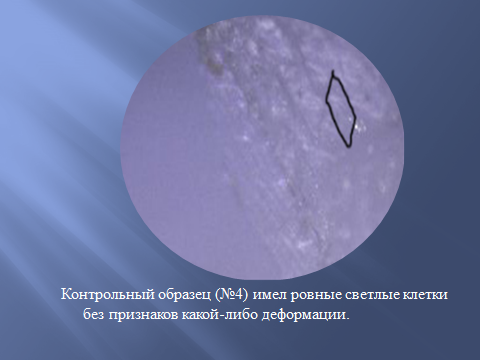 Контрольный образец (№4) имел ровные светлые клетки
без признаков какой-либо деформации.